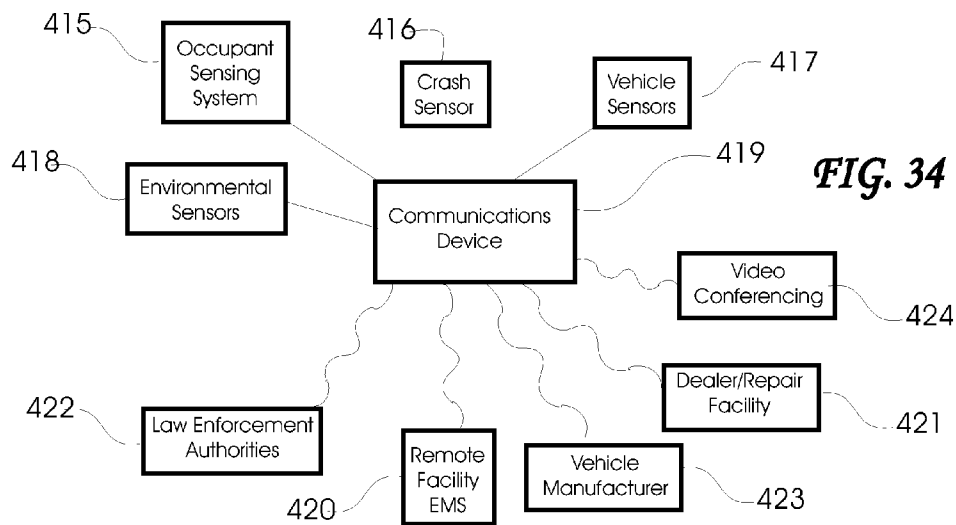 415
Occupant
Sensing
System
416
Crash
Sensor
Vehicle
Sensors
417
418
Environmental
Sensors
Communications
Device
419
FIG. 34
Video
Conferencing
424
Dealer/Repair
Facility
421
422
Law Enforcement
Authorities
420
Remote
Facility
EMS
Vehicle
Manufacturer
423